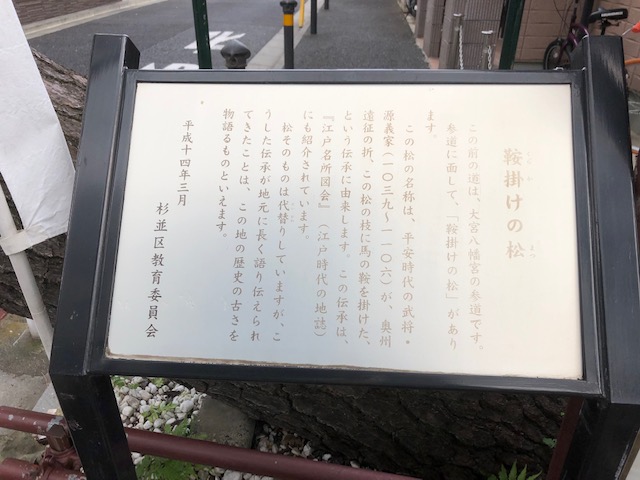 鞍掛けの松
この前の道は、大宮八幡宮の参道です。
参道に面して、「鞍掛けの松」があり
ます。
この松の名称は、平安時代の武将・
源義家(一〇三九〜一一〇六)が、奥州
遠征の折、この松の枝に馬の鞍を掛けた、
という伝承に由来します。この伝承は、
『江戸名所図会』(江戸時代の地誌)
にも紹介されています。
松そのものは代替りしていますが、こ
うした伝承が地元に長く語り伝えられ
てきたことは、この地の歴史の古さを
物語るものといえます。
平成十四年三月
杉並区教育委員会